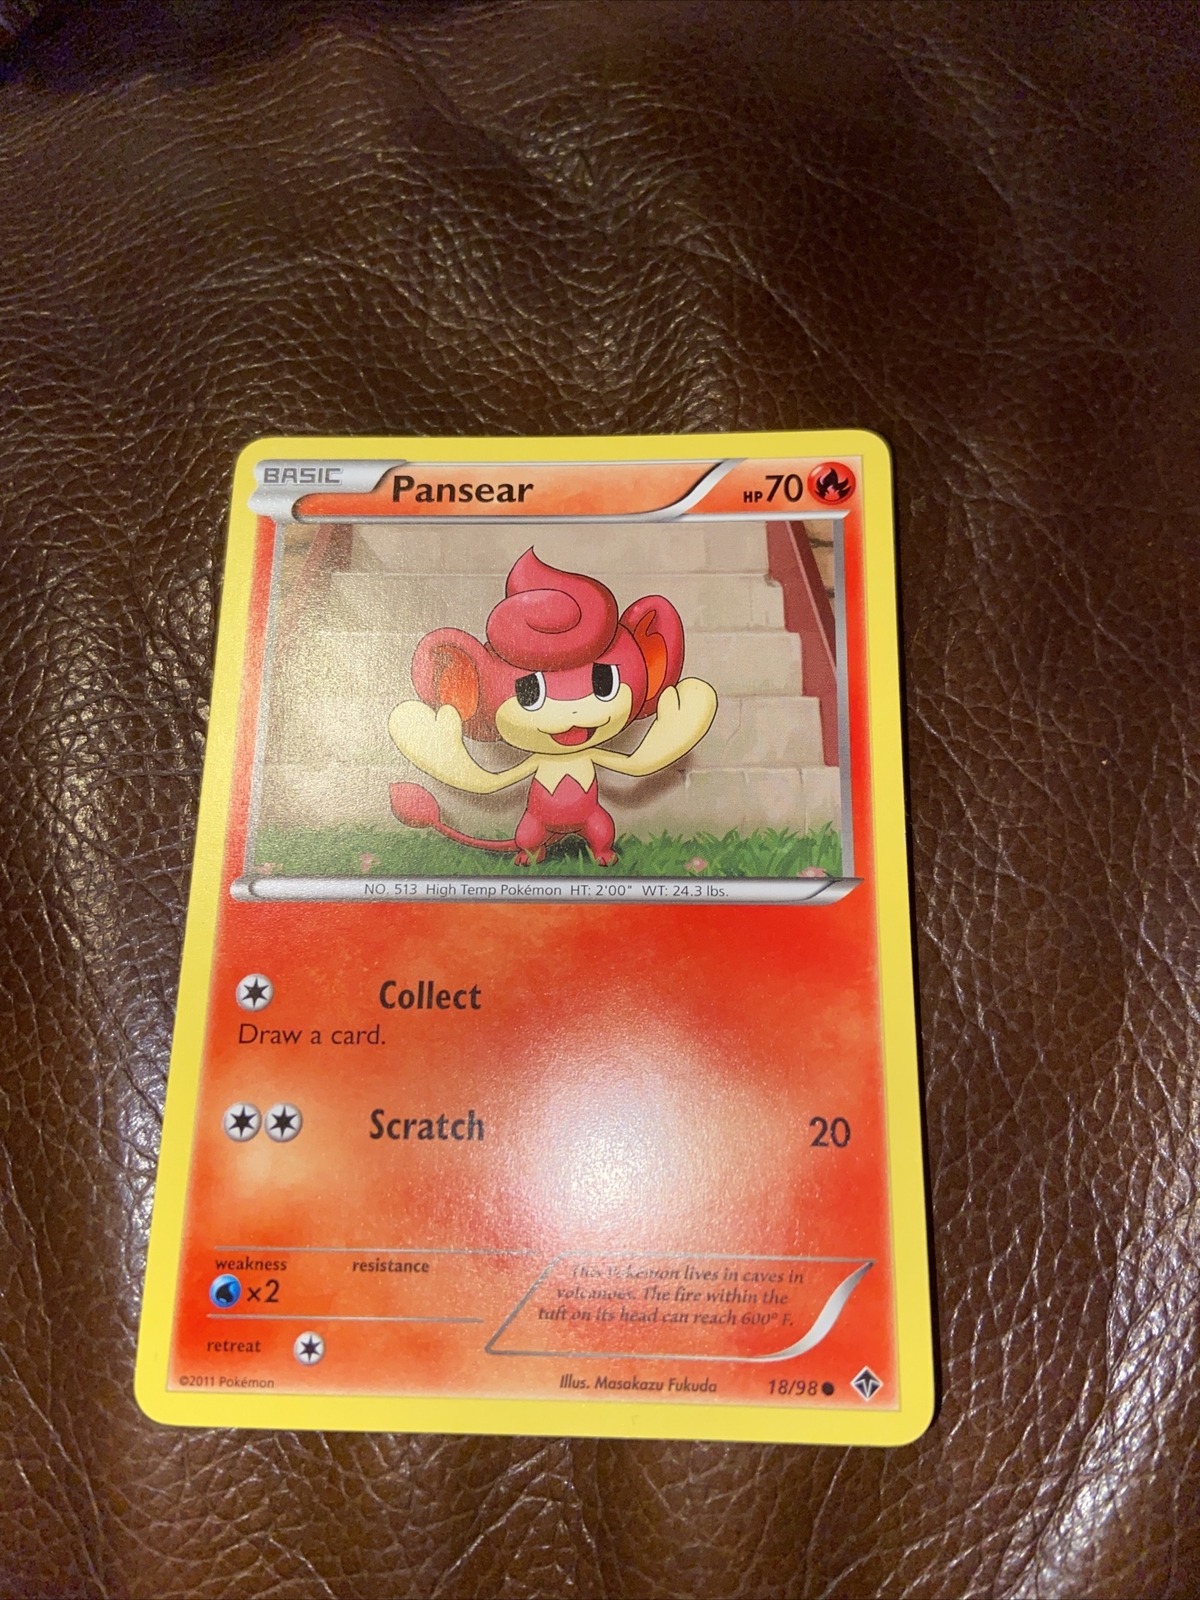 BASIC Pansear HP 70
NO. 513 High Temp Pokémon HT: 2'00" WT: 24.3 lbs.
Collect
Draw a card.
Scratch 20
weakness resistance
×2
This Pokémon lives in caves in
volcanoes. The fire within the
tuft on its head can reach 600° F.
retreat
©2011 Pokémon
Illus. Masakazu Fukuda
18/98